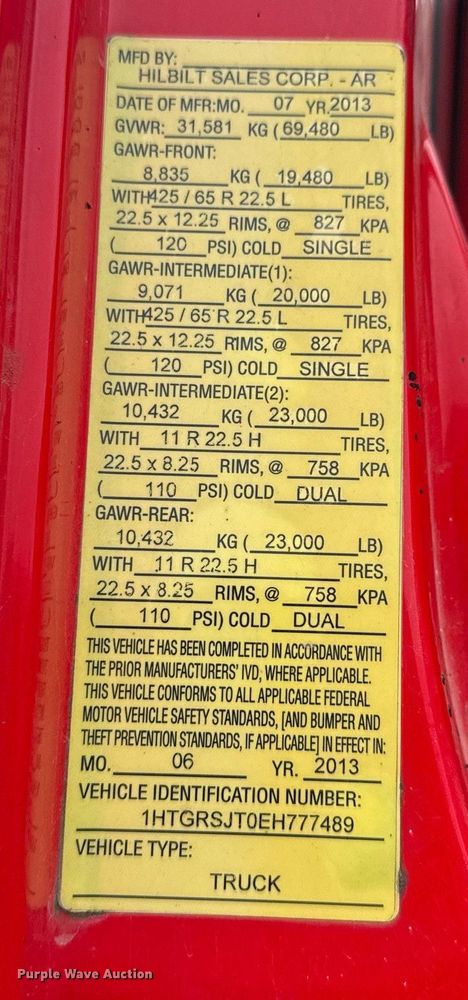 MFD BY:
HILBILT SALES CORP. - AR
DATE OF MFR:MO. 07 YR.2013
GVWR: 31,581 KG (69,480 LB)
GAWR-FRONT:
8,835 KG ( 19,480 LB)
WITH425 / 65 R 22.5 L TIRES,
22.5 x 12.25 RIMS, @ 827 KPA
( 120 PSI) COLD SINGLE
GAWR-INTERMEDIATE(1):
9,071 KG ( 20,000 LB)
WITH425 / 65 R 22.5 L TIRES,
22.5 x 12.25 RIMS, @ 827 KPA
( 120 PSI) COLD SINGLE
GAWR-INTERMEDIATE(2):
10,432 KG ( 23,000 LB)
WITH 11 R 22.5 H TIRES,
22.5 x 8.25 RIMS, @ 758 KPA
( 110 PSI) COLD DUAL
GAWR-REAR:
10,432 KG ( 23,000 LB)
WITH 11 R 22.5 H TIRES,
22.5 x 8.25 RIMS, @ 758 KPA
( 110 PSI) COLD DUAL
THIS VEHICLE HAS BEEN COMPLETED IN ACCORDANCE WITH
THE PRIOR MANUFACTURERS' IVD, WHERE APPLICABLE.
THIS VEHICLE CONFORMS TO ALL APPLICABLE FEDERAL
MOTOR VEHICLE SAFETY STANDARDS, [AND BUMPER AND
THEFT PREVENTION STANDARDS, IF APPLICABLE] IN EFFECT IN:
MO. 06 YR. 2013
VEHICLE IDENTIFICATION NUMBER:
1HTGRSJT0EH777489
VEHICLE TYPE:
TRUCK
Purple Wave Auction